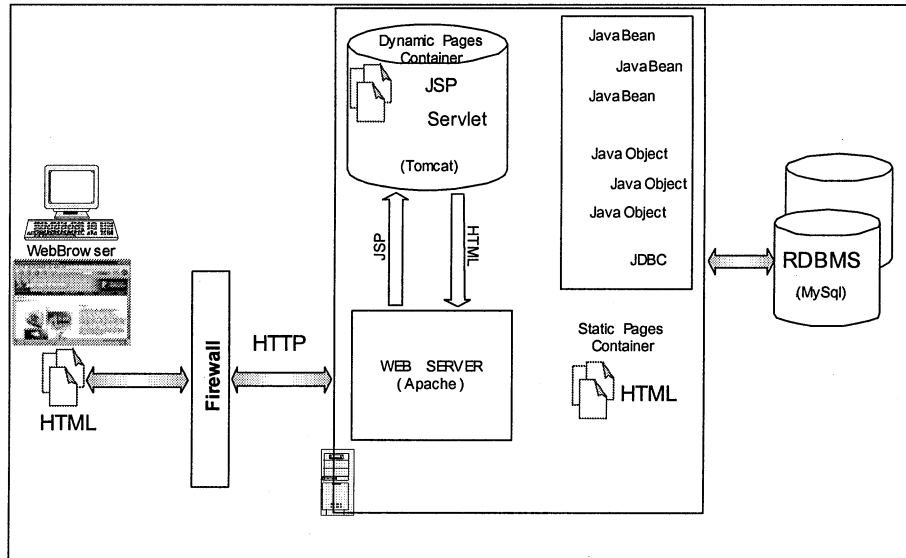 Dynamic Pages
Container
JSP
Servlet
(Tomcat)
JavaBean
JavaBean
JavaBean
Java Object
Java Object
Java Object
JDBC
WebBrowser
HTML
Firewall
HTTP
JSP
HTML
WEB SERVER
(Apache)
Static Pages
Container
HTML
RDBMS
(MySql)